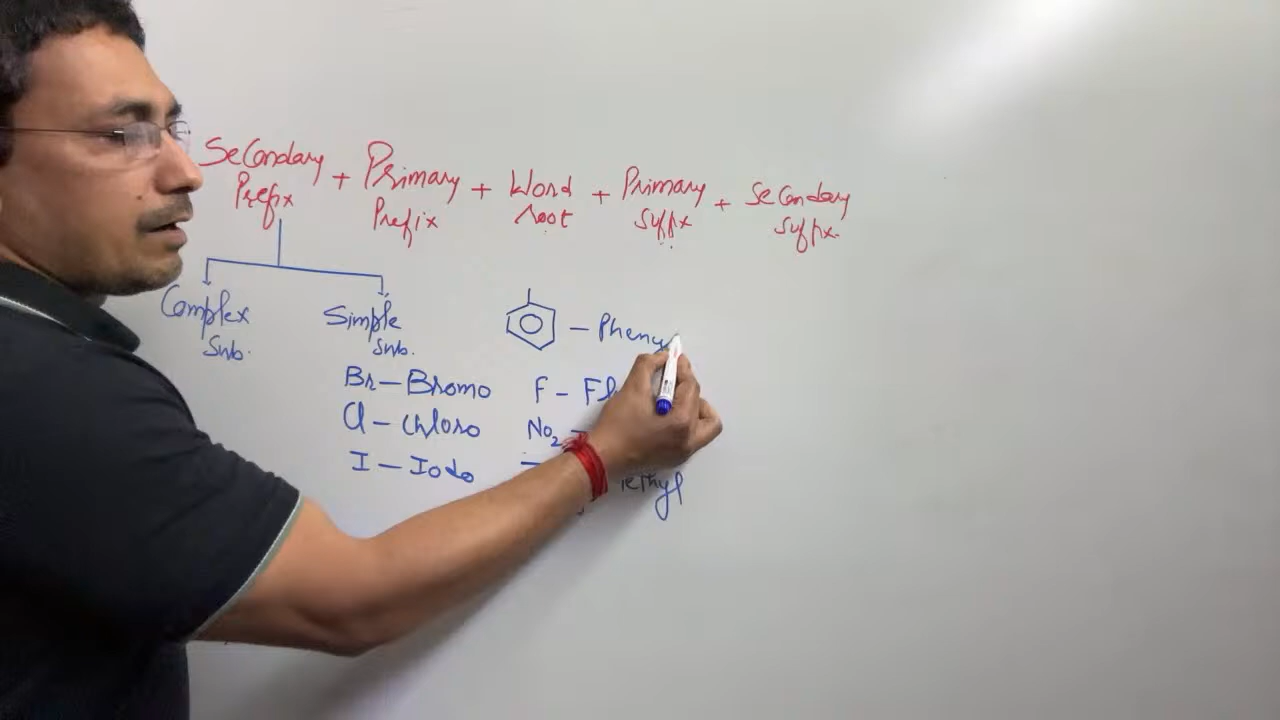 Secondary + Primary + Word + Primary + Secondary
Prefix Prefix root Suffix Suffix
Complex Simple
Sub. Sub.
– Pheny
Br – Bromo F – Fl
Cl – Chloro NO2 –
I – Iodo – ethyl